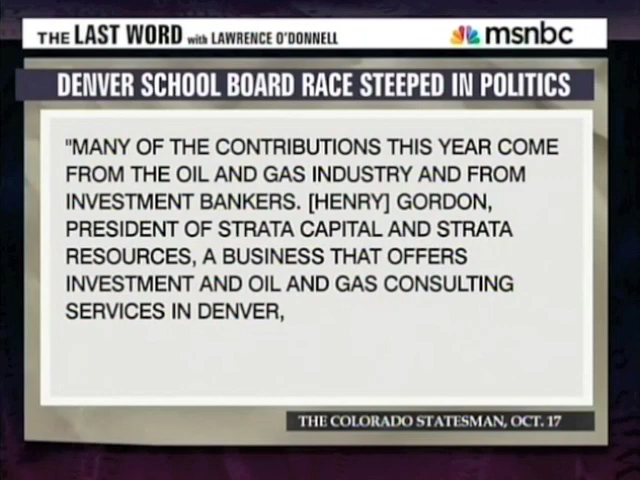 THE LAST WORD with LAWRENCE O'DONNELL
msnbc
DENVER SCHOOL BOARD RACE STEEPED IN POLITICS
"MANY OF THE CONTRIBUTIONS THIS YEAR COME
FROM THE OIL AND GAS INDUSTRY AND FROM
INVESTMENT BANKERS. [HENRY] GORDON,
PRESIDENT OF STRATA CAPITAL AND STRATA
RESOURCES, A BUSINESS THAT OFFERS
INVESTMENT AND OIL AND GAS CONSULTING
SERVICES IN DENVER,
THE COLORADO STATESMAN, OCT. 17